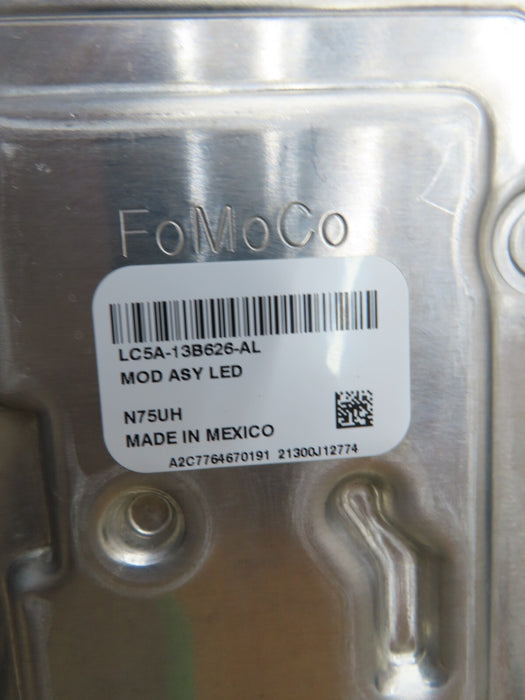 FoMoCo
LC5A-13B626-AL
MOD ASY LED
N75UH
MADE IN MEXICO
A2C7764670191 21300J12774